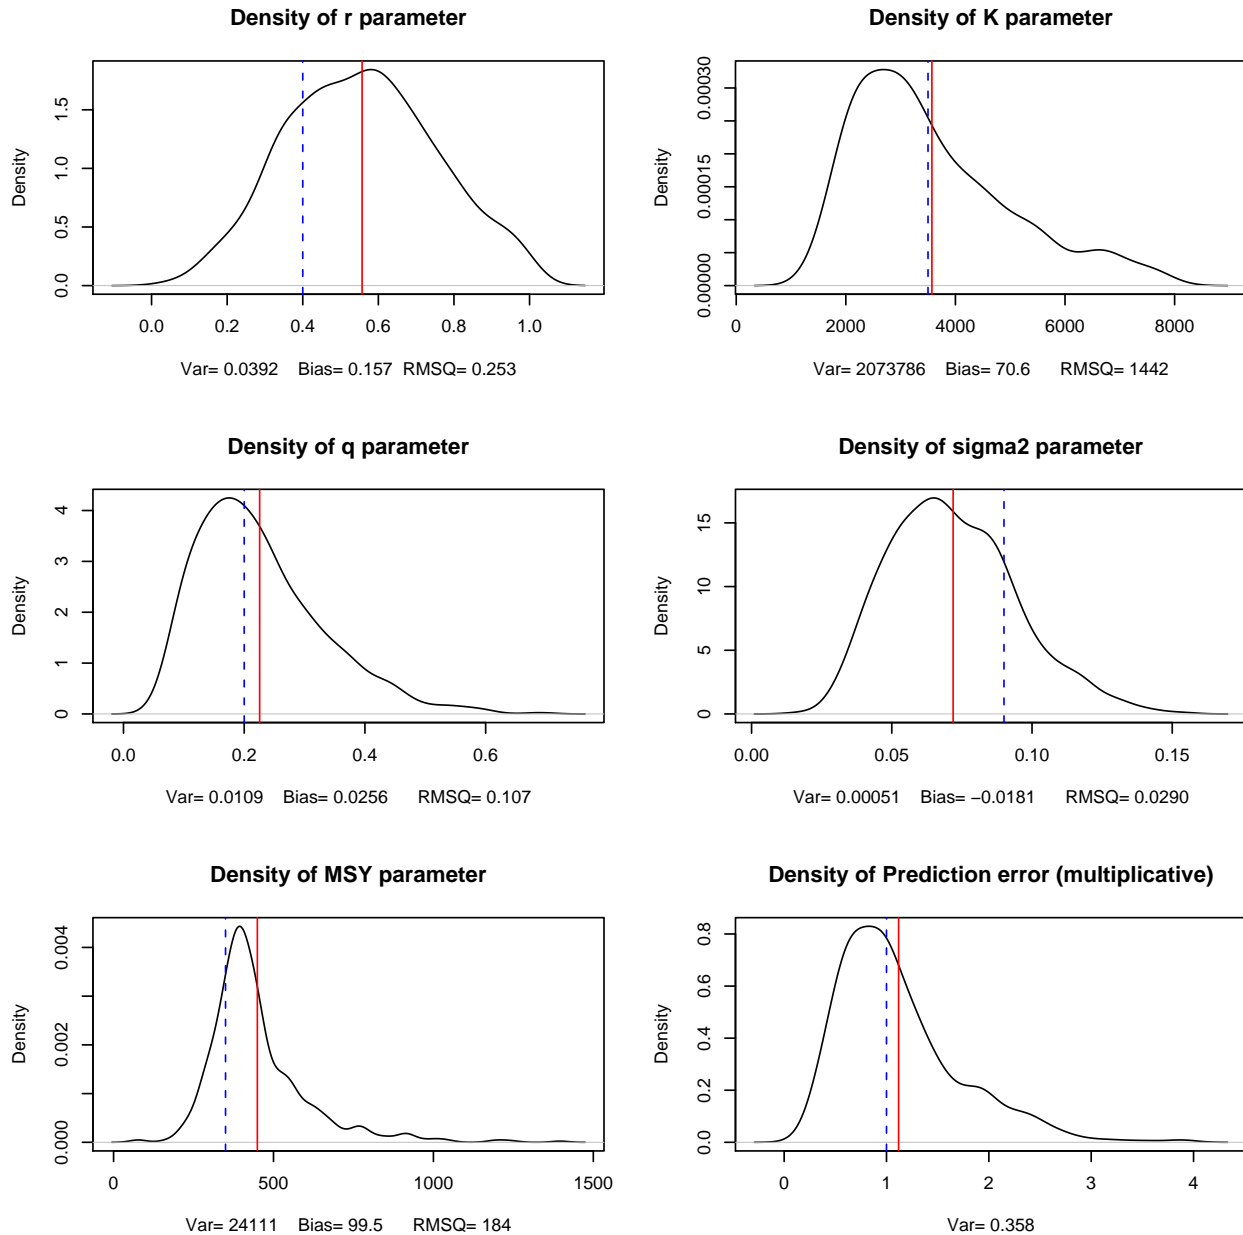 Density of r parameter
Density
0.0 0.5 1.0 1.5
0.0 0.2 0.4 0.6 0.8 1.0
Var= 0.0392 Bias= 0.157 RMSQ= 0.253
Density of K parameter
Density
0.00000 0.00015 0.00030
0 2000 4000 6000 8000
Var= 2073786 Bias= 70.6 RMSQ= 1442
Density of q parameter
Density
0 1 2 3 4
0.0 0.2 0.4 0.6
Var= 0.0109 Bias= 0.0256 RMSQ= 0.107
Density of sigma2 parameter
Density
0 5 10 15
0.00 0.05 0.10 0.15
Var= 0.00051 Bias= −0.0181 RMSQ= 0.0290
Density of MSY parameter
Density
0.000 0.002 0.004
0 500 1000 1500
Var= 24111 Bias= 99.5 RMSQ= 184
Density of Prediction error (multiplicative)
Density
0.0 0.2 0.4 0.6 0.8
0 1 2 3 4
Var= 0.358